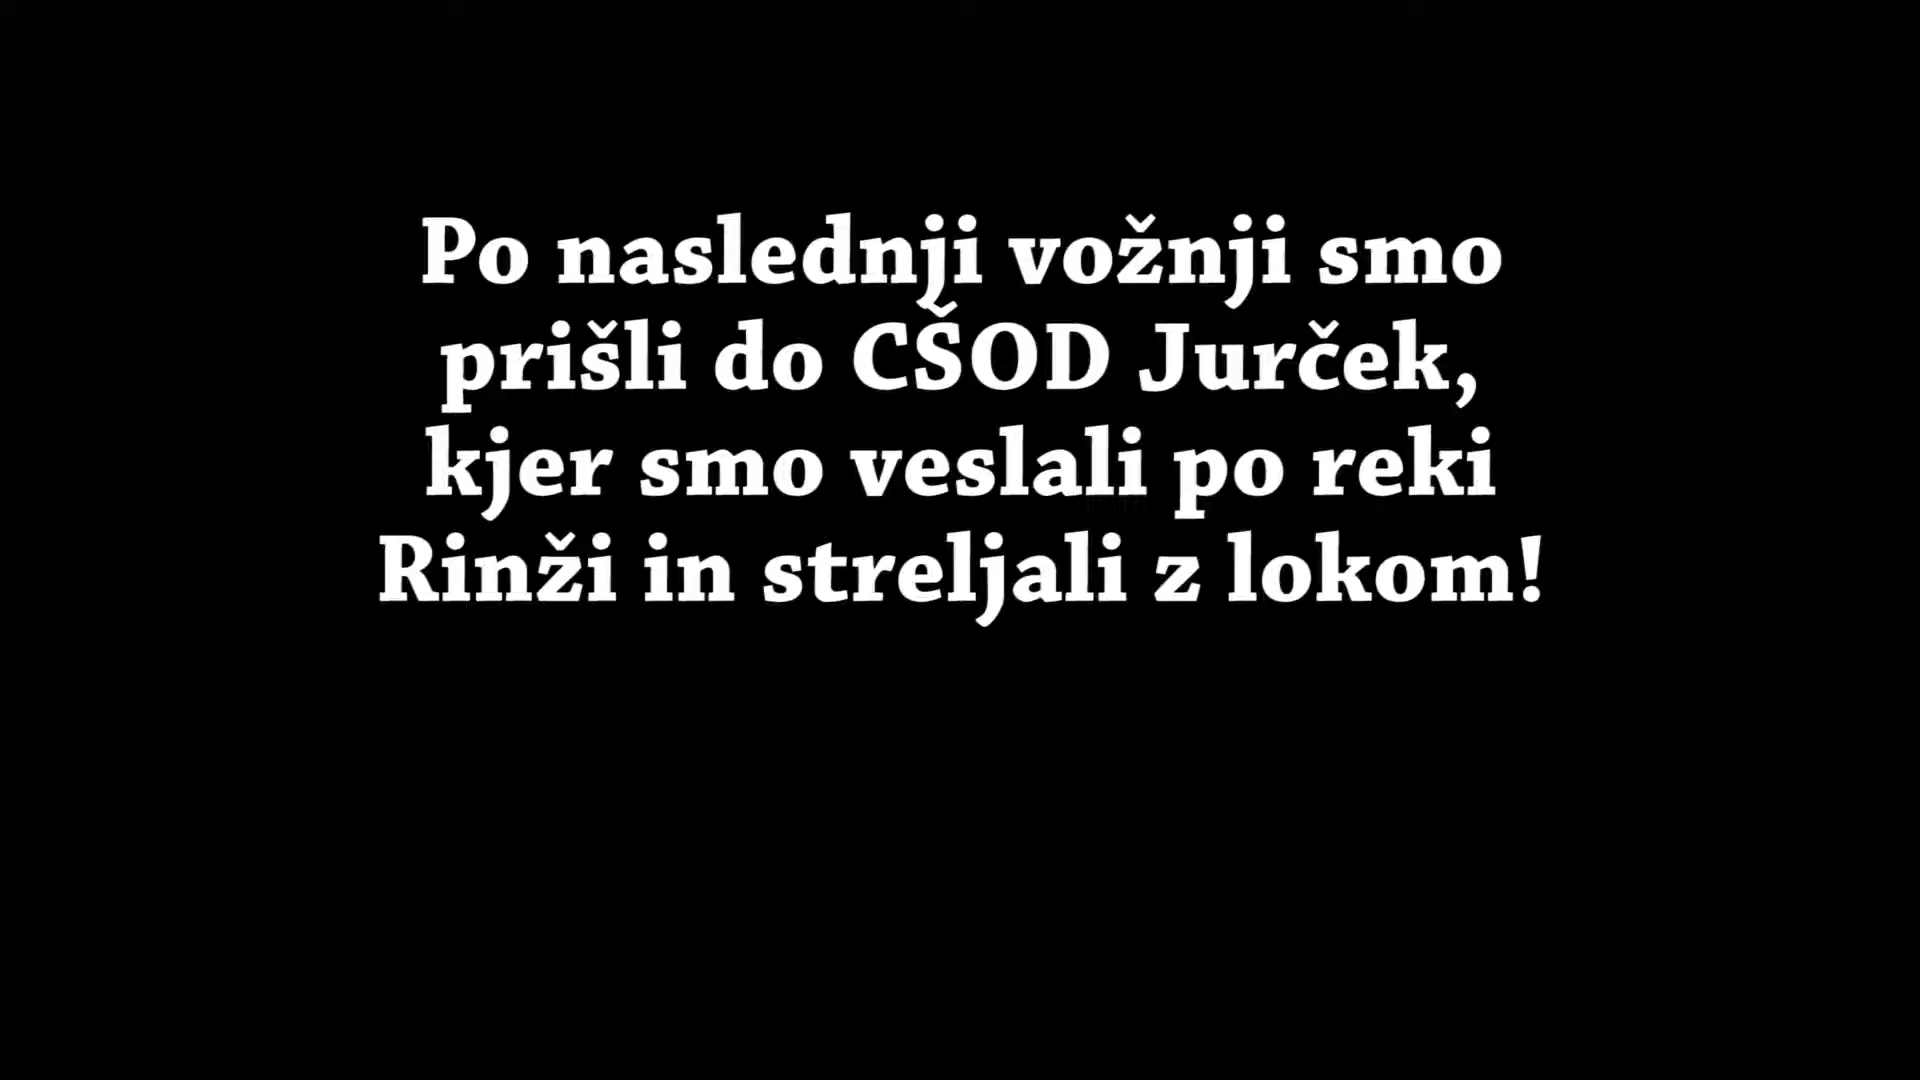 Po naslednji vožnji smo
prišli do CŠOD Jurček,
kjer smo veslali po reki
Rinži in streljali z lokom!